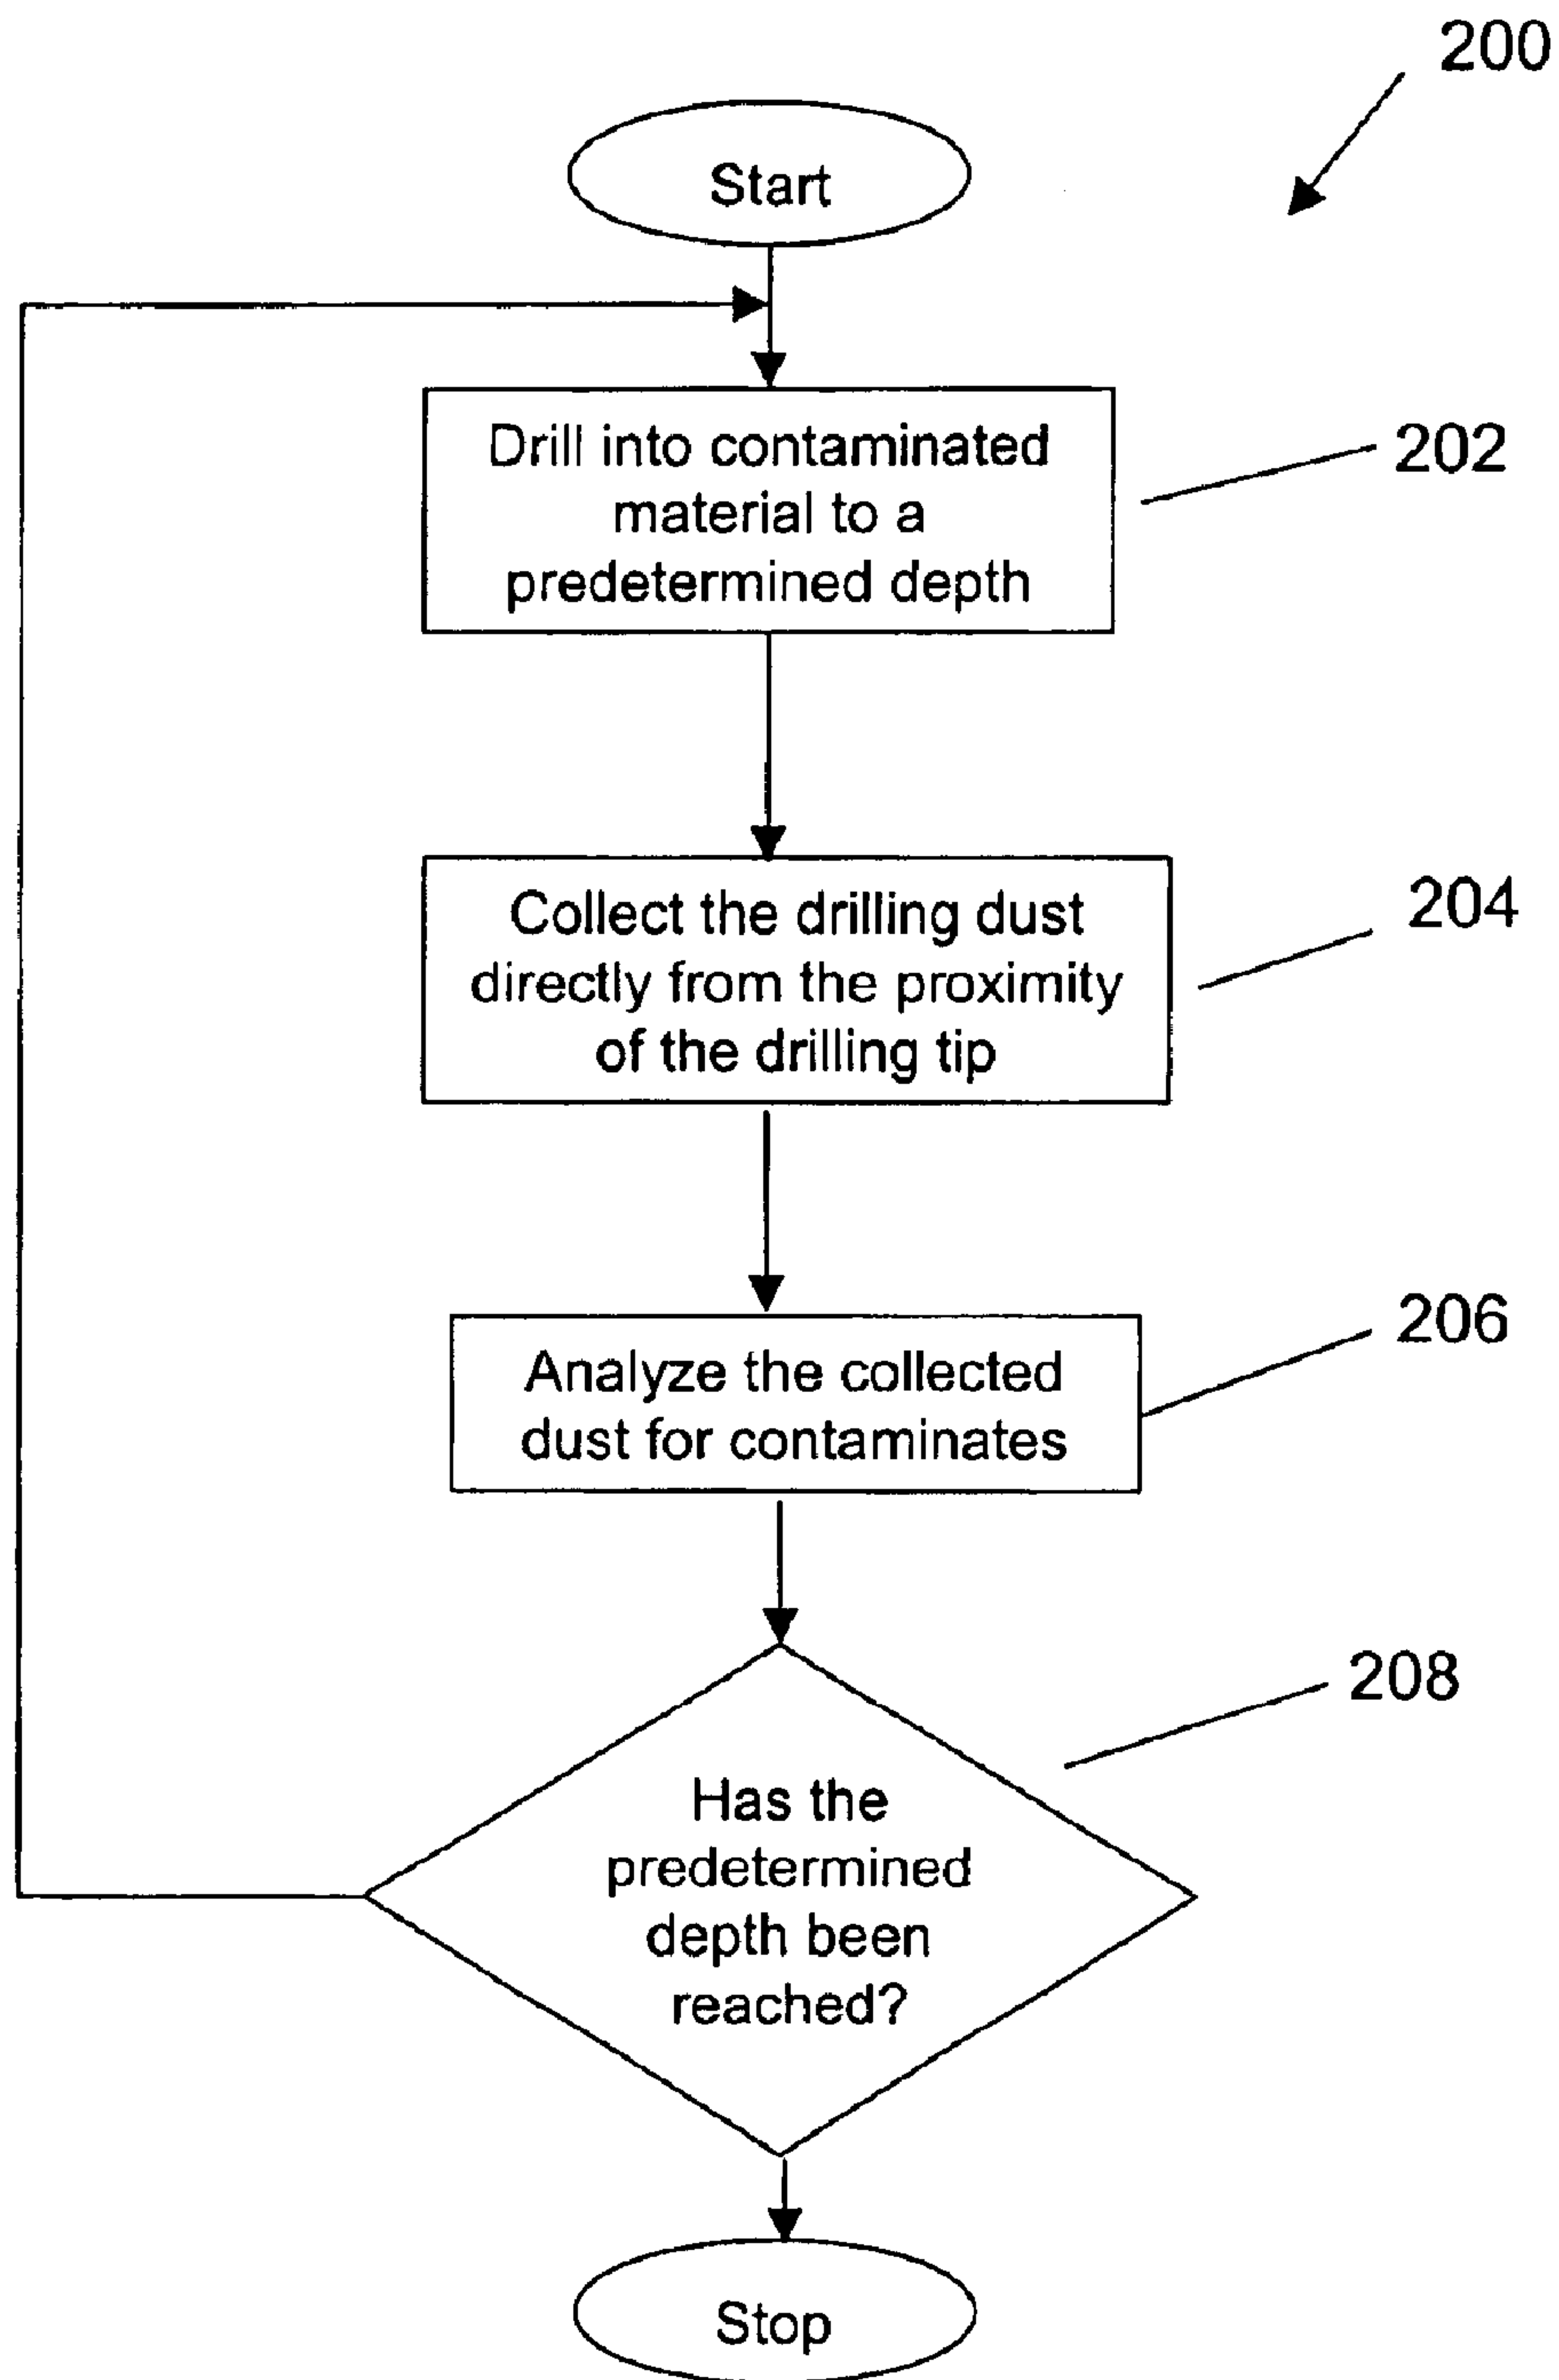 200
Start
Drill into contaminated
material to a
predetermined depth
202
Collect the drilling dust
directly from the proximity
of the drilling tip
204
Analyze the collected
dust for contaminates
206
Has the
predetermined
depth been
reached?
208
Stop